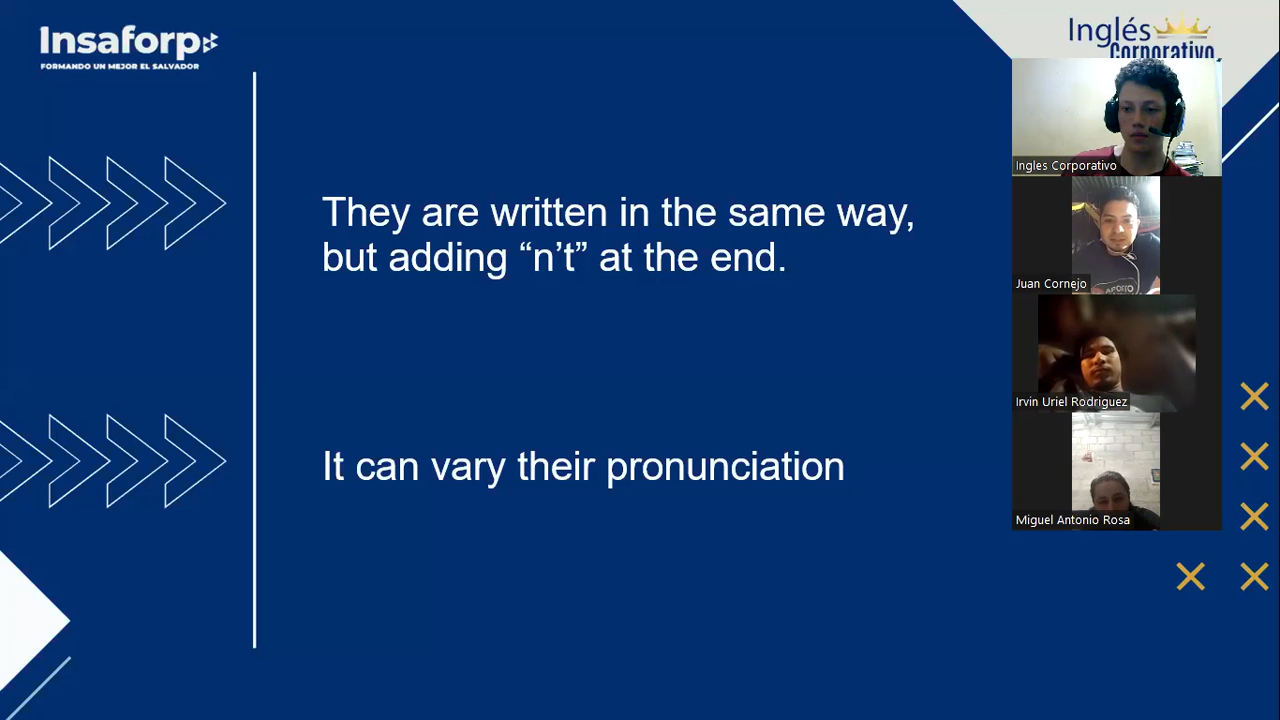 Insaforp
FORMANDO UN MEJOR EL SALVADOR
Inglés
Corporativo
They are written in the same way,
but adding “n’t” at the end.
It can vary their pronunciation
Ingles Corporativo
Juan Cornejo
Irvin Uriel Rodriguez
Miguel Antonio Rosa